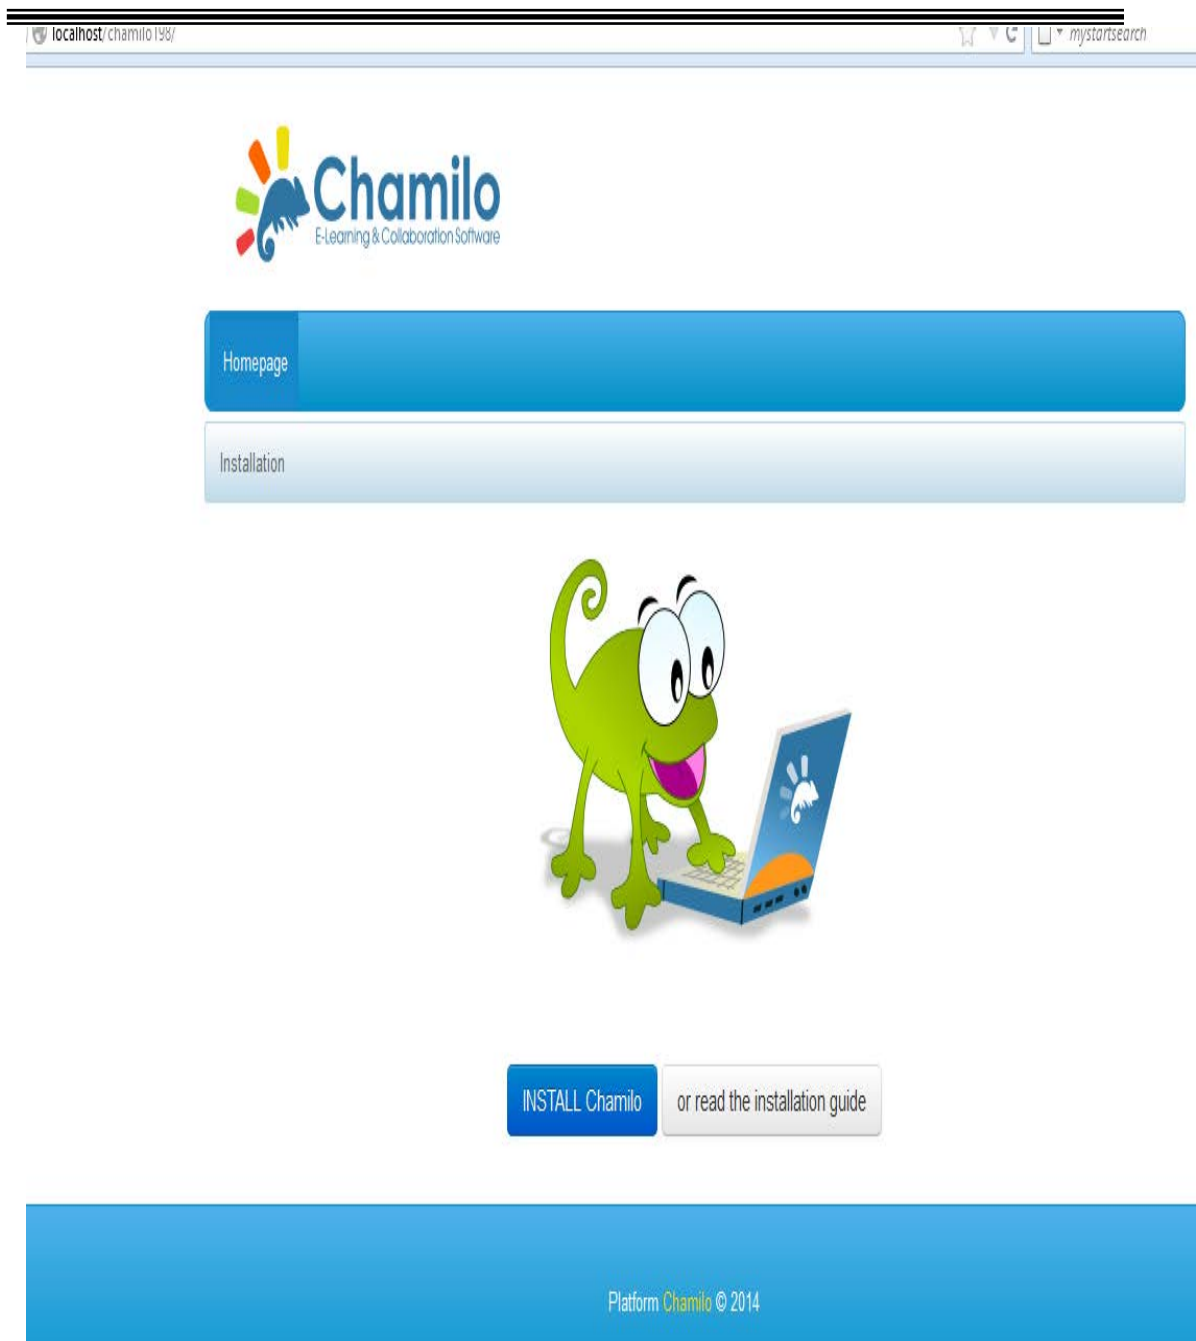 localhost/chamilo198/
mystartsearch
Chamilo
E-Learning & Collaboration Software
Homepage
Installation
INSTALL Chamilo
or read the installation guide
Platform Chamilo © 2014